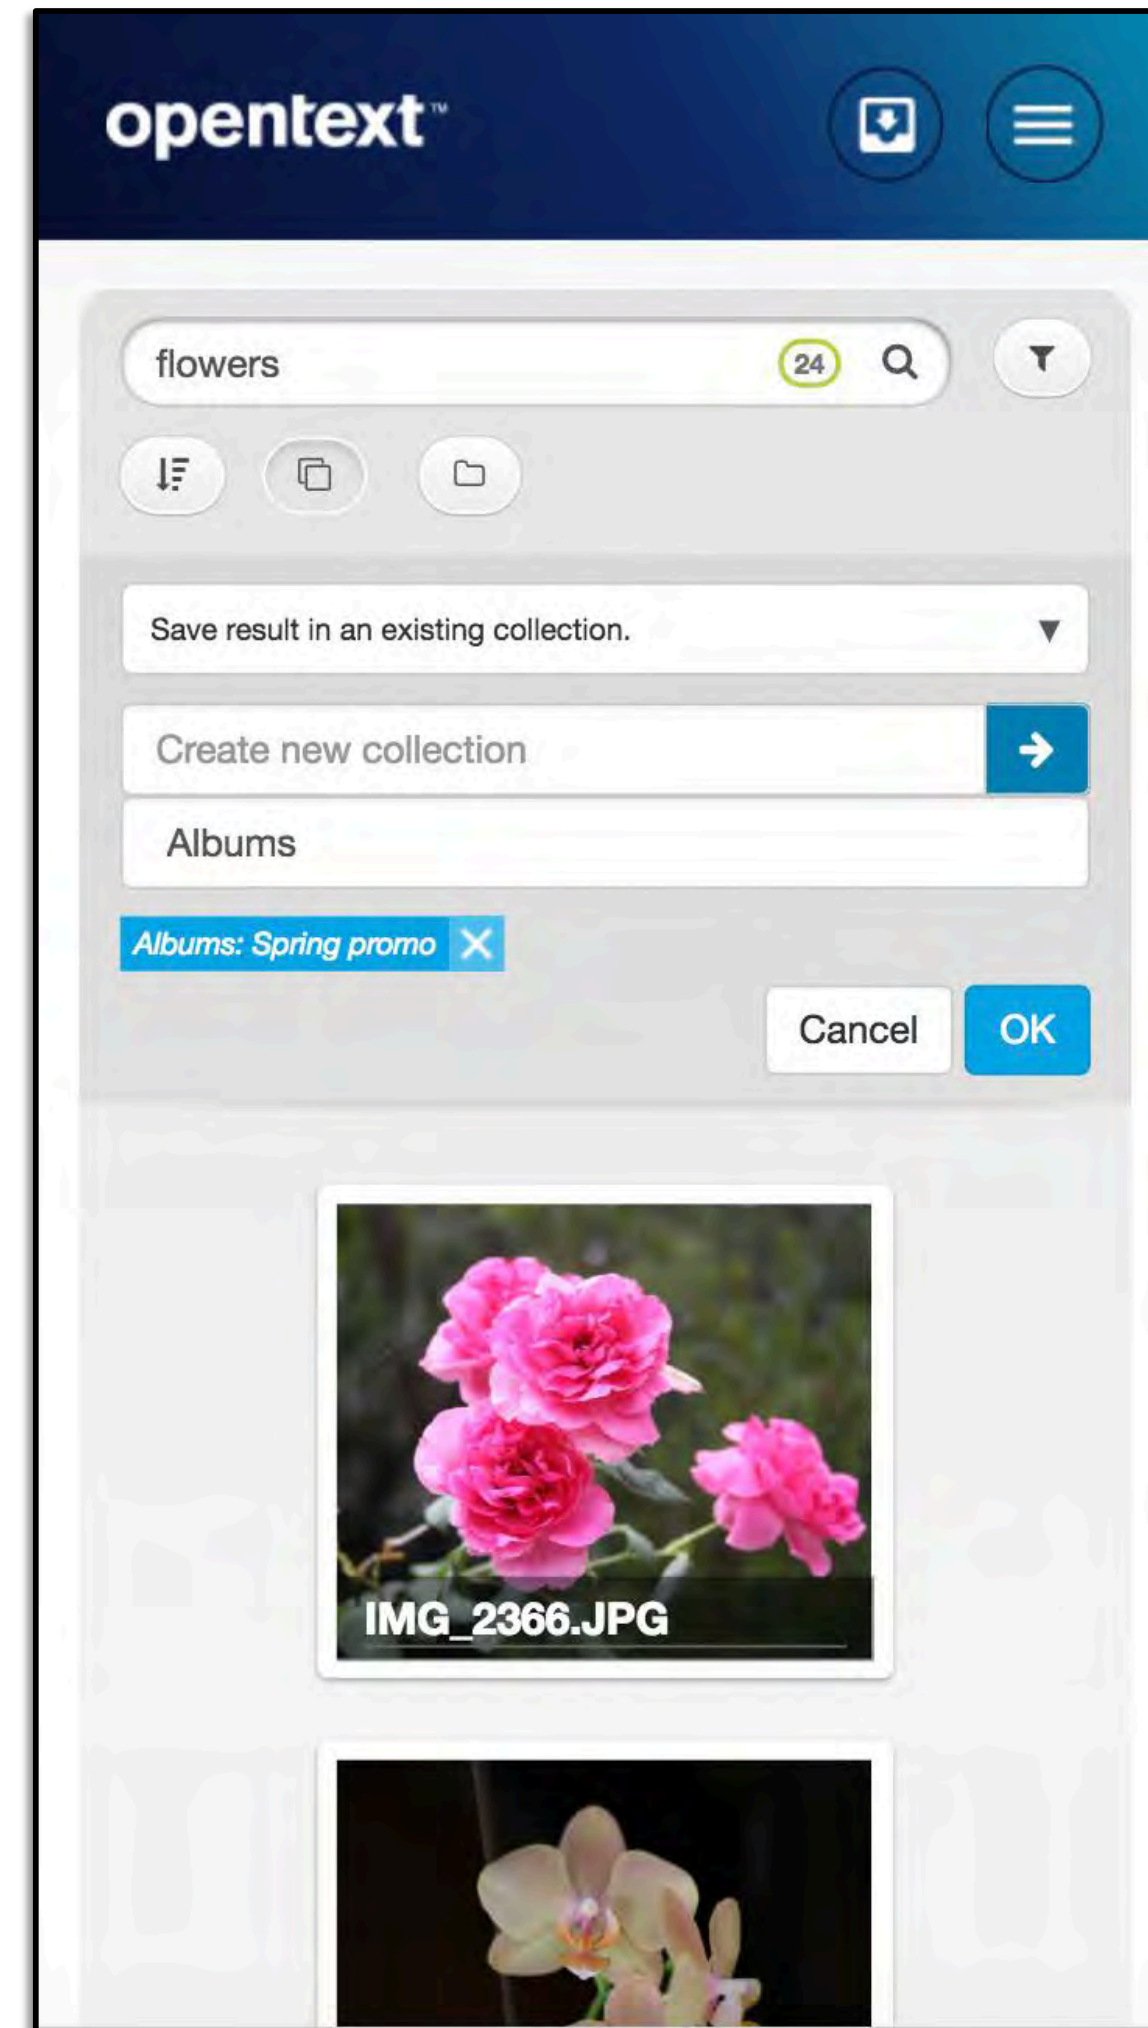 opentext™
flowers
24
Save result in an existing collection.
Create new collection
Albums
Albums: Spring promo
Cancel
OK
IMG_2366.JPG